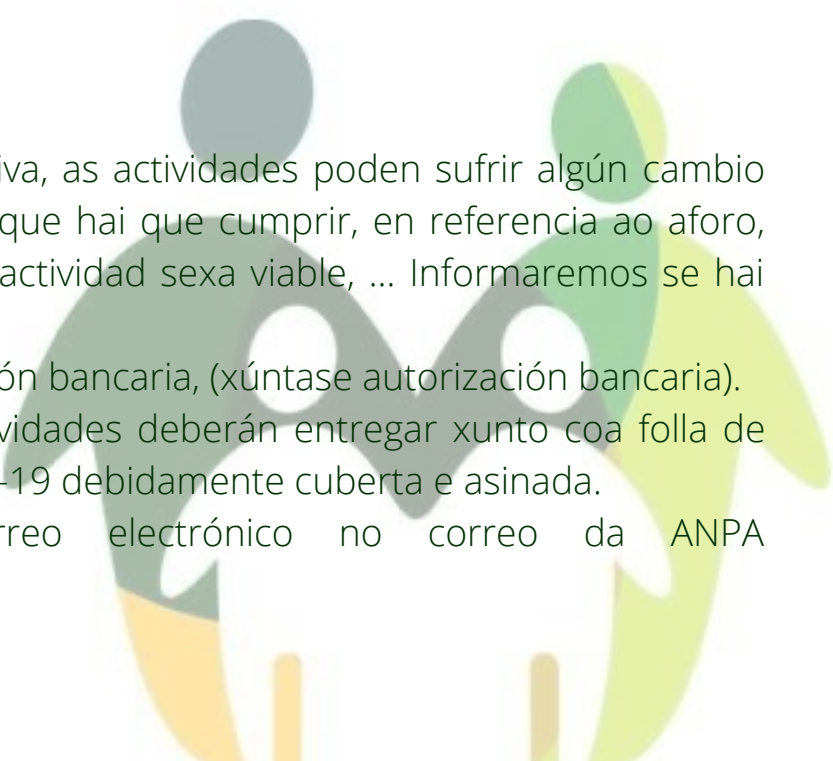 iva, as actividades poden sufrir algún cambio
que hai que cumprir, en referencia ao aforo,
actividad sexa viable, ... Informaremos se hai
ón bancaria, (xúntase autorización bancaria).
vidades deberán entregar xunto coa folla de
-19 debidamente cuberta e asinada.
rreo electrónico no correo da ANPA